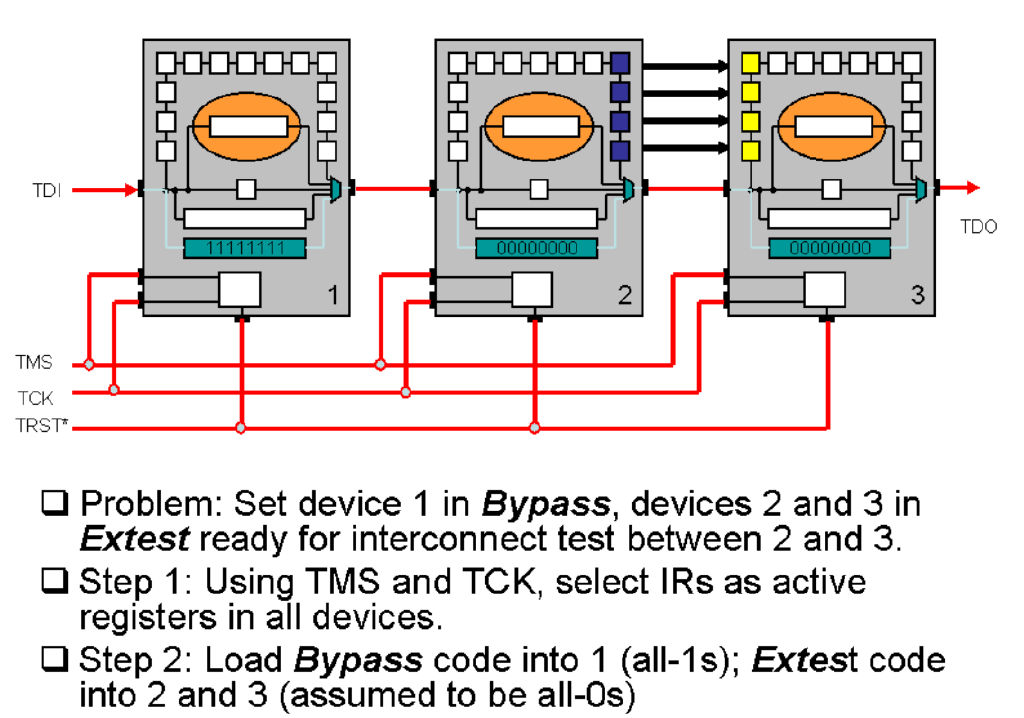 TDI
11111111
00000000
00000000
TDO
1
2
3
TMS
TCK
TRST*
❑ Problem: Set device 1 in Bypass, devices 2 and 3 in
Extest ready for interconnect test between 2 and 3.
❑ Step 1: Using TMS and TCK, select IRs as active
registers in all devices.
❑ Step 2: Load Bypass code into 1 (all-1s); Extest code
into 2 and 3 (assumed to be all-0s)